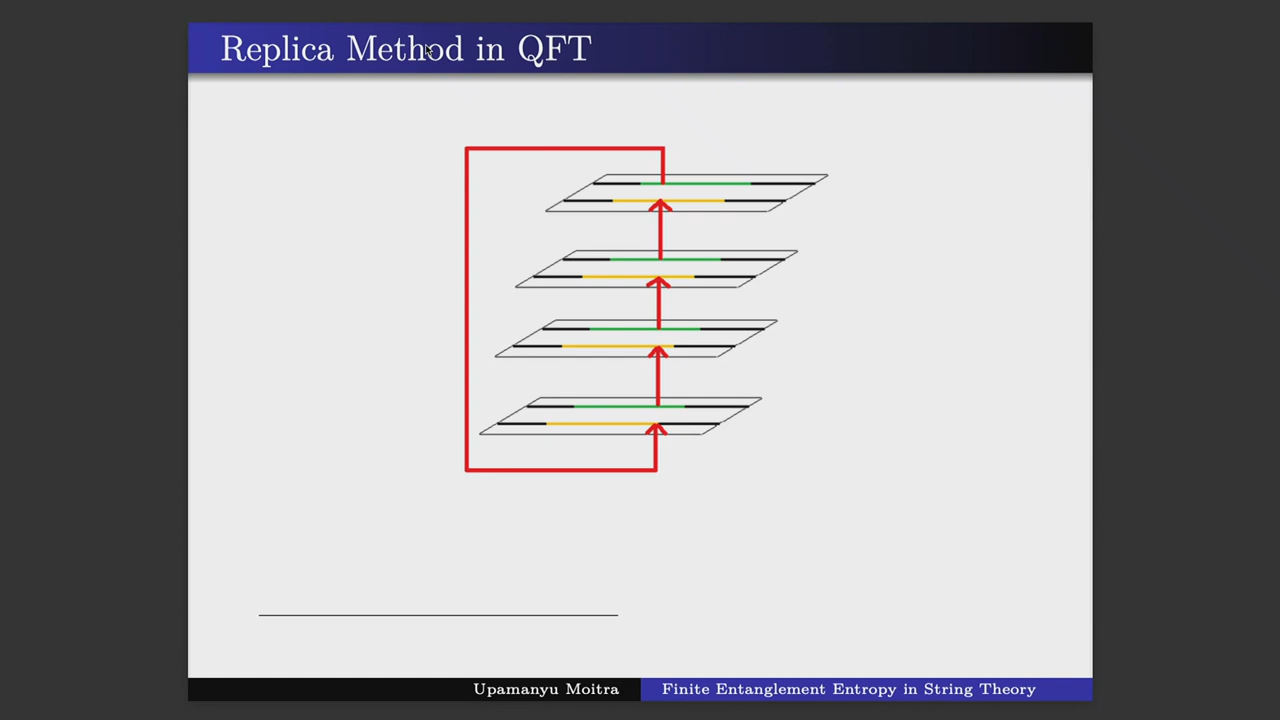 Replica Method in QFT
Upamanyu Moitra
Finite Entanglement Entropy in String Theory